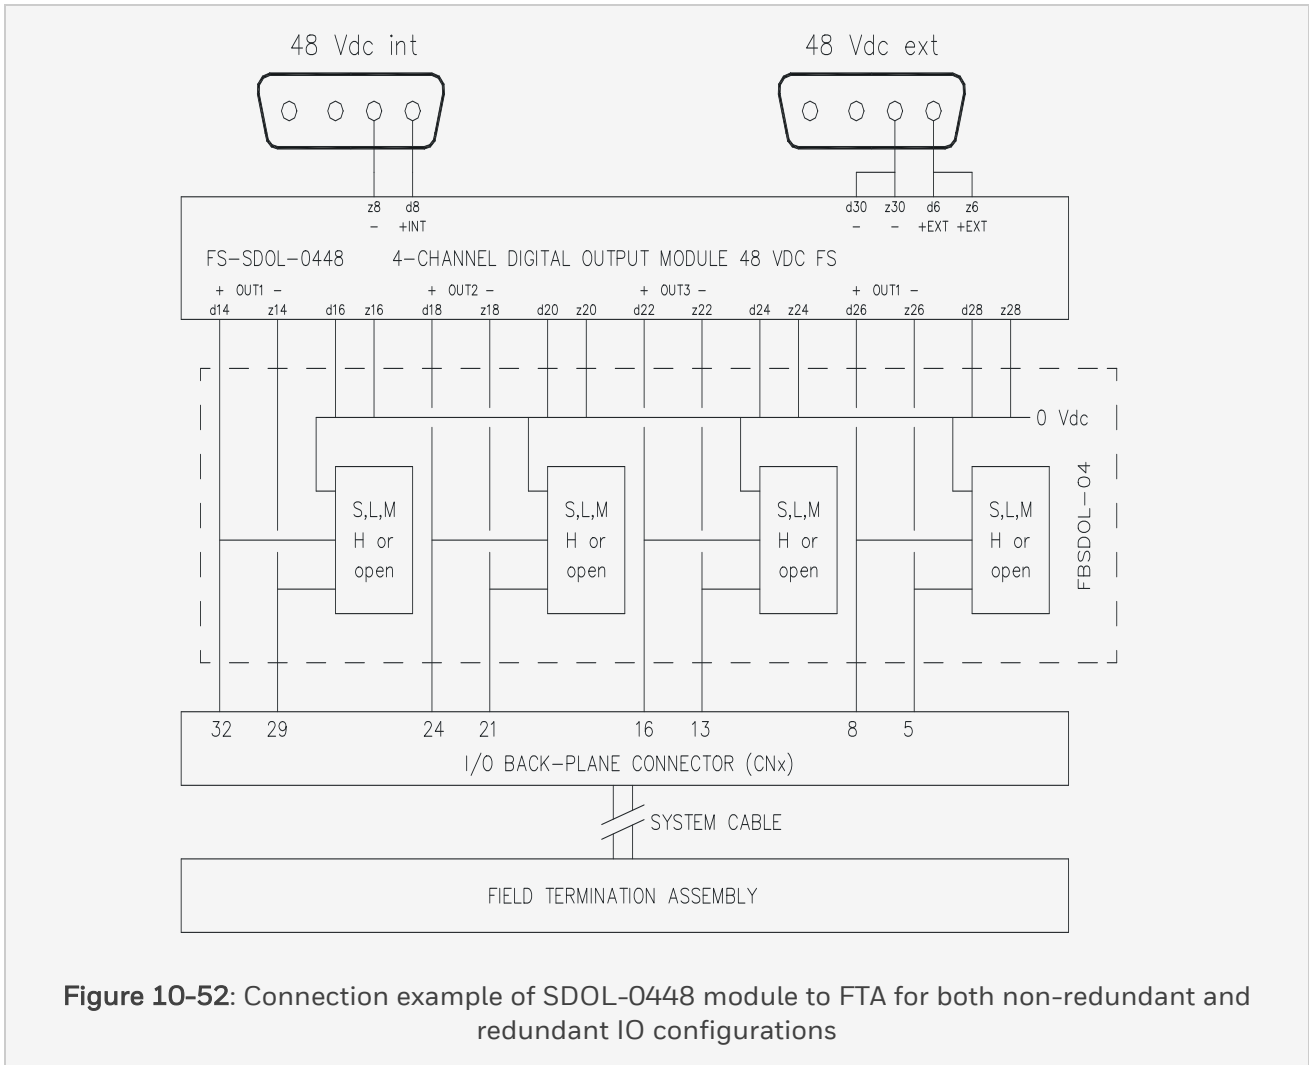 48 Vdc int 48 Vdc ext
z8 d8 d30 z30 d6 z6
- +INT - - +EXT +EXT
FS-SDOL-0448 4-CHANNEL DIGITAL OUTPUT MODULE 48 VDC FS
+ OUT1 - + OUT2 - + OUT3 - + OUT1 -
d14 z14 d16 z16 d18 z18 d20 z20 d22 z22 d24 z24 d26 z26 d28 z28
0 Vdc
S,L,M S,L,M S,L,M S,L,M
H or H or H or H or
open open open open
FBSDOL-04
32 29 24 21 16 13 8 5
I/O BACK-PLANE CONNECTOR (CNx)
SYSTEM CABLE
FIELD TERMINATION ASSEMBLY
Figure 10-52: Connection example of SDOL-0448 module to FTA for both non-redundant and
redundant IO configurations